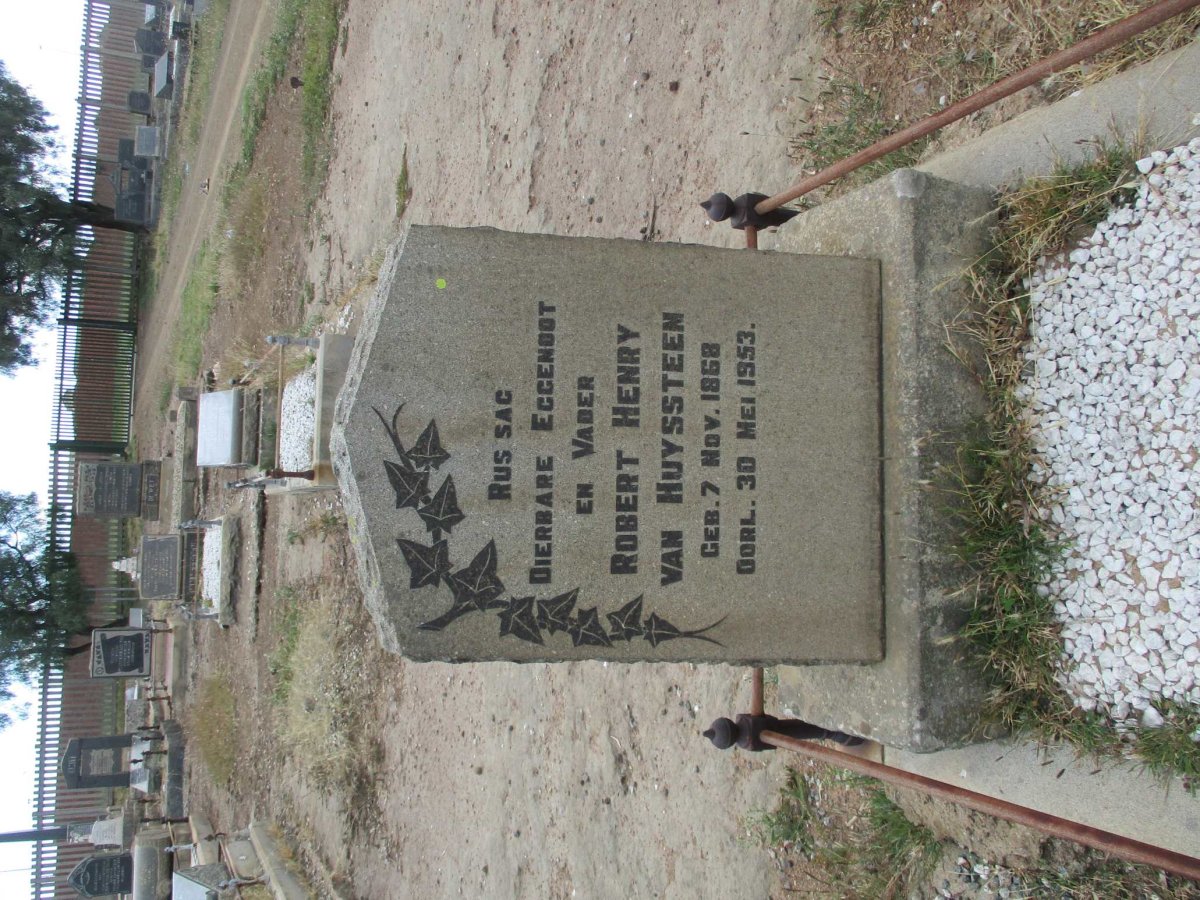 RUS SAG
DIERBARE EGGENOOT
EN VADER
ROBERT HENRY
VAN HUYSSTEEN
GEB. 7 NOV. 1868
OORL. 30 MEI 1953.